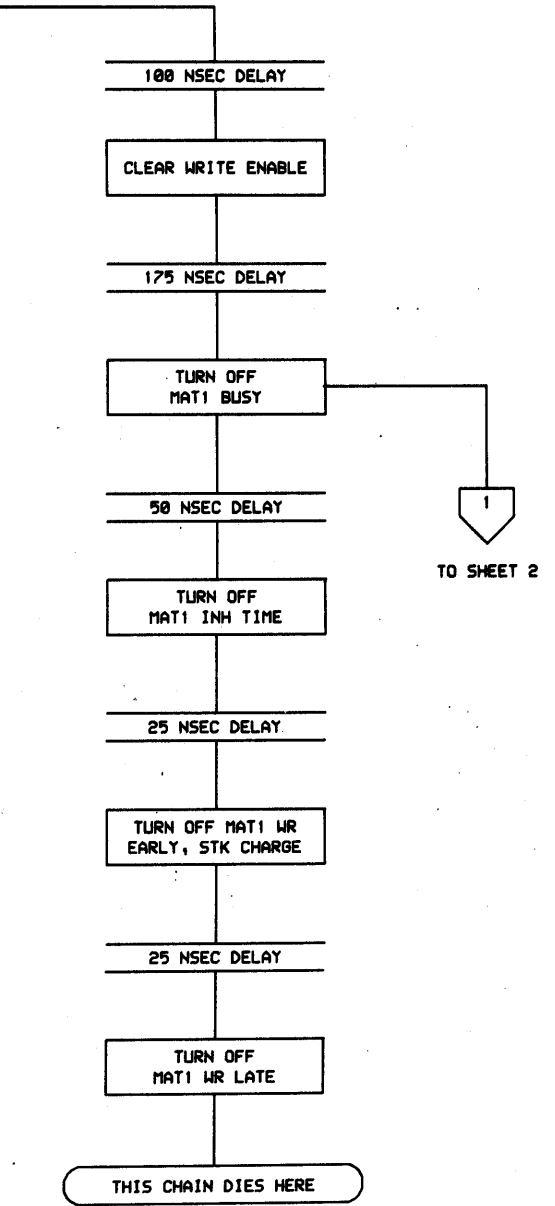 100 NSEC DELAY
CLEAR WRITE ENABLE
175 NSEC DELAY
TURN OFF
MAT1 BUSY
1
TO SHEET 2
50 NSEC DELAY
TURN OFF
MAT1 INH TIME
25 NSEC DELAY
TURN OFF MAT1 WR
EARLY, STK CHARGE
25 NSEC DELAY
TURN OFF
MAT1 WR LATE
THIS CHAIN DIES HERE